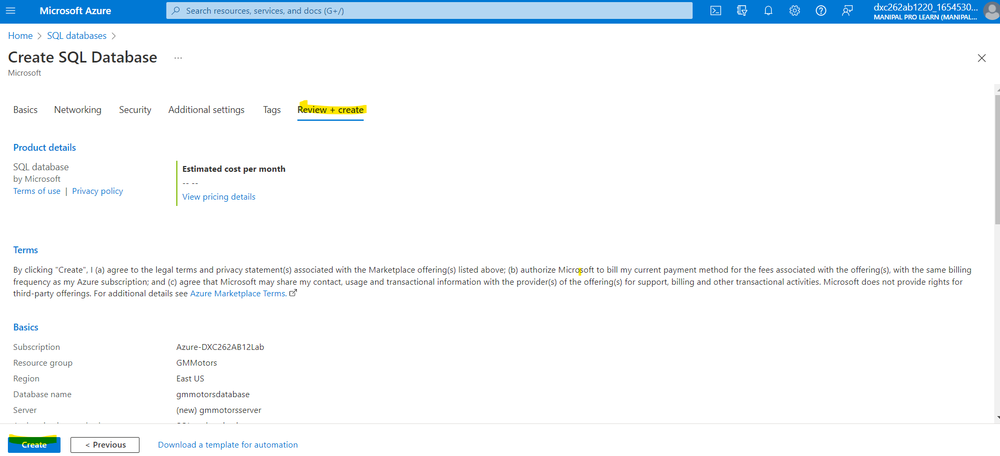 Microsoft Azure
Search resources, services, and docs (G+/)
dxc262ab1220_1654530...
MANIPAL PRO LEARN (MANIPAL...
Home > SQL databases >
Create SQL Database ...
Microsoft
Basics Networking Security Additional settings Tags Review + create
Product details
SQL database
by Microsoft
Terms of use | Privacy policy
Estimated cost per month
-- --
View pricing details
Terms
By clicking "Create", I (a) agree to the legal terms and privacy statement(s) associated with the Marketplace offering(s) listed above; (b) authorize Microsoft to bill my current payment method for the fees associated with the offering(s), with the same billing
frequency as my Azure subscription; and (c) agree that Microsoft may share my contact, usage and transactional information with the provider(s) of the offering(s) for support, billing and other transactional activities. Microsoft does not provide rights for
third-party offerings. For additional details see Azure Marketplace Terms.
Basics
Subscription Azure-DXC262AB12Lab
Resource group GMMotors
Region East US
Database name gmmotorsdatabase
Server (new) gmmotorsserver
Create < Previous Download a template for automation